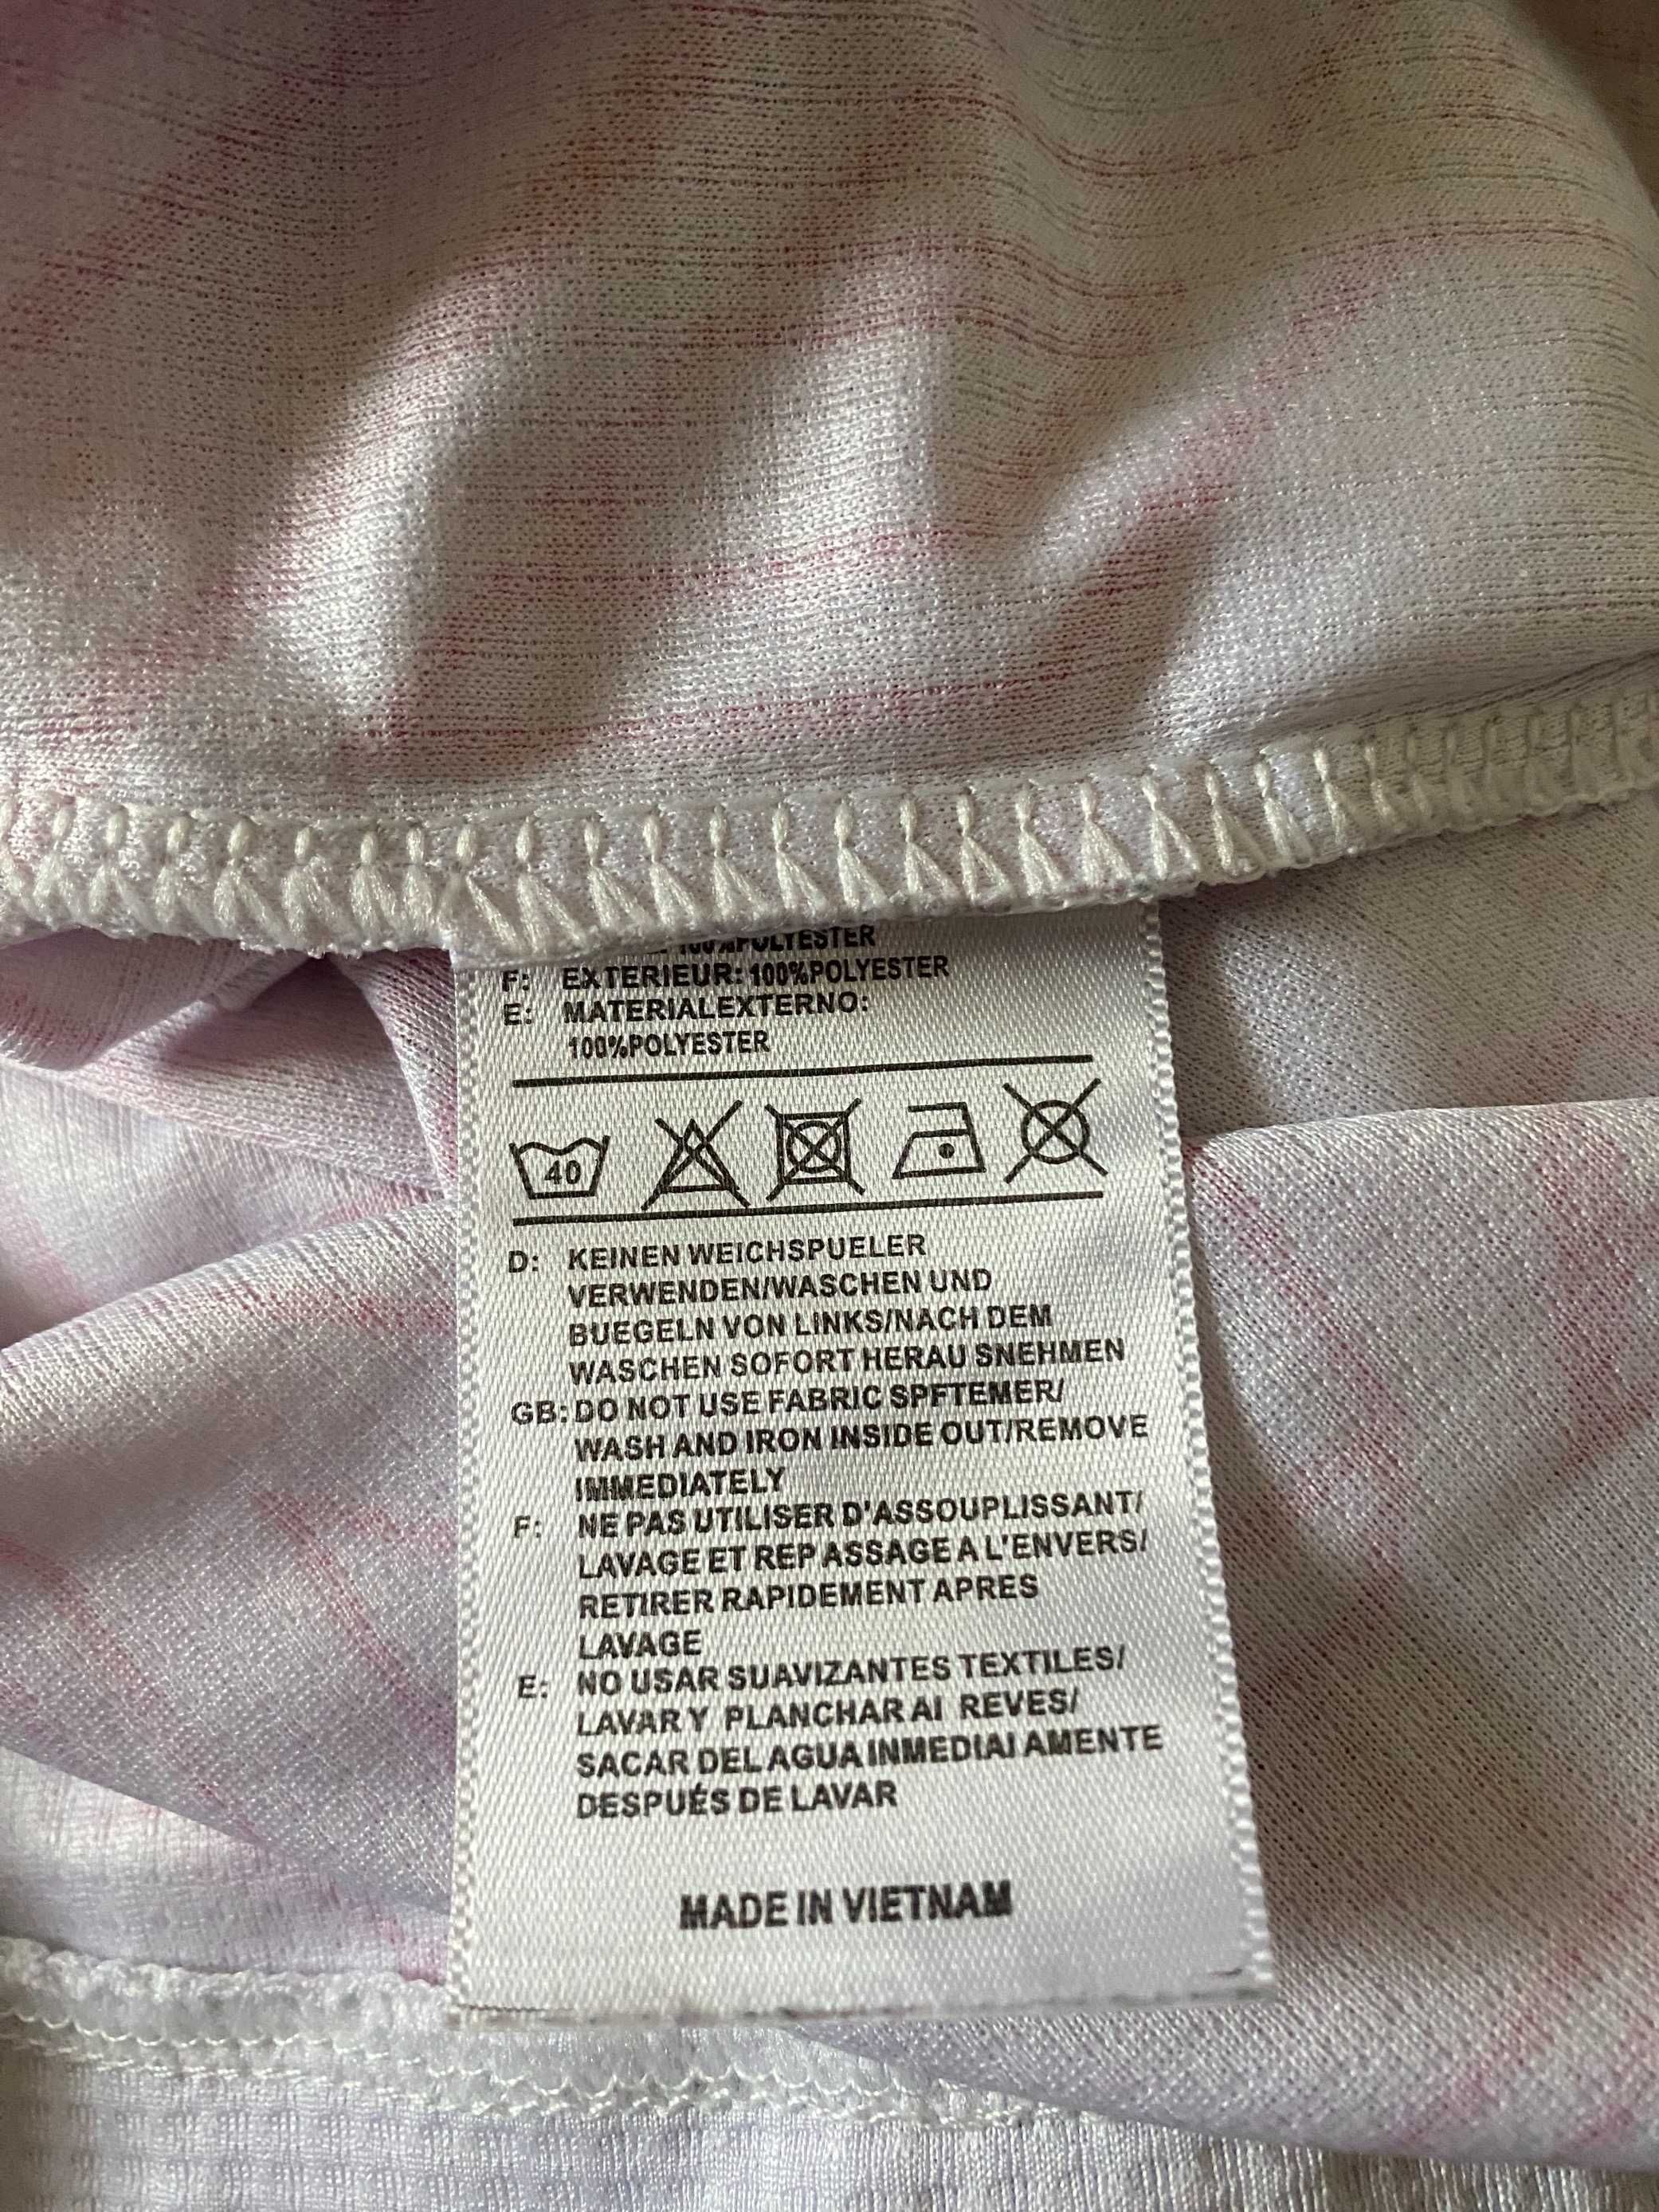 100%POLYESTER
F: EXTERIEUR: 100%POLYESTER
E: MATERIALEXTERNO:
100%POLYESTER
40
D: KEINEN WEICHSPUELER
VERWENDEN/WASCHEN UND
BUEGELN VON LINKS/NACH DEM
WASCHEN SOFORT HERAU SNEHMEN
GB: DO NOT USE FABRIC SPFTEMER/
WASH AND IRON INSIDE OUT/REMOVE
IMMEDIATELY
F: NE PAS UTILISER D'ASSOUPLISSANT/
LAVAGE ET REP ASSAGE A L'ENVERS/
RETIRER RAPIDEMENT APRES
LAVAGE
E: NO USAR SUAVIZANTES TEXTILES/
LAVAR Y PLANCHAR AI REVES/
SACAR DEL AGUA INMEDIAI AMENTE
DESPUÉS DE LAVAR
MADE IN VIETNAM